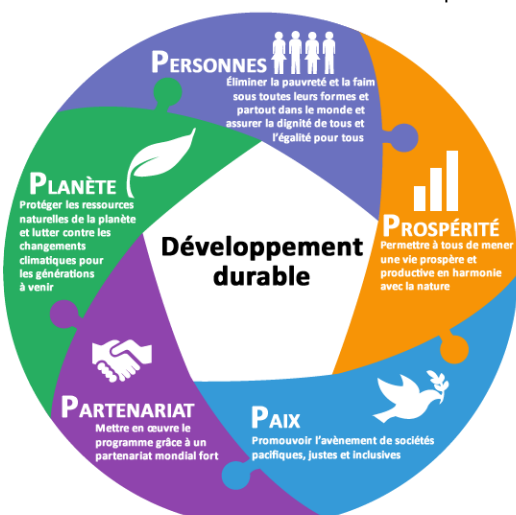 PERSONNES
Éliminer la pauvreté et la faim
sous toutes leurs formes et
partout dans le monde et
assurer la dignité de tous et
l'égalité pour tous
PLANÈTE
Protéger les ressources
naturelles de la planète
et lutter contre les
changements
climatiques pour
les générations
à venir
PROSPÉRITÉ
Permettre à tous de mener
une vie prospère et
productive en harmonie
avec la nature
Développement
durable
PARTENARIAT
Mettre en œuvre le
programme grâce à un
partenariat mondial fort
PAIX
Promouvoir l'avènement de sociétés
pacifiques, justes et inclusives